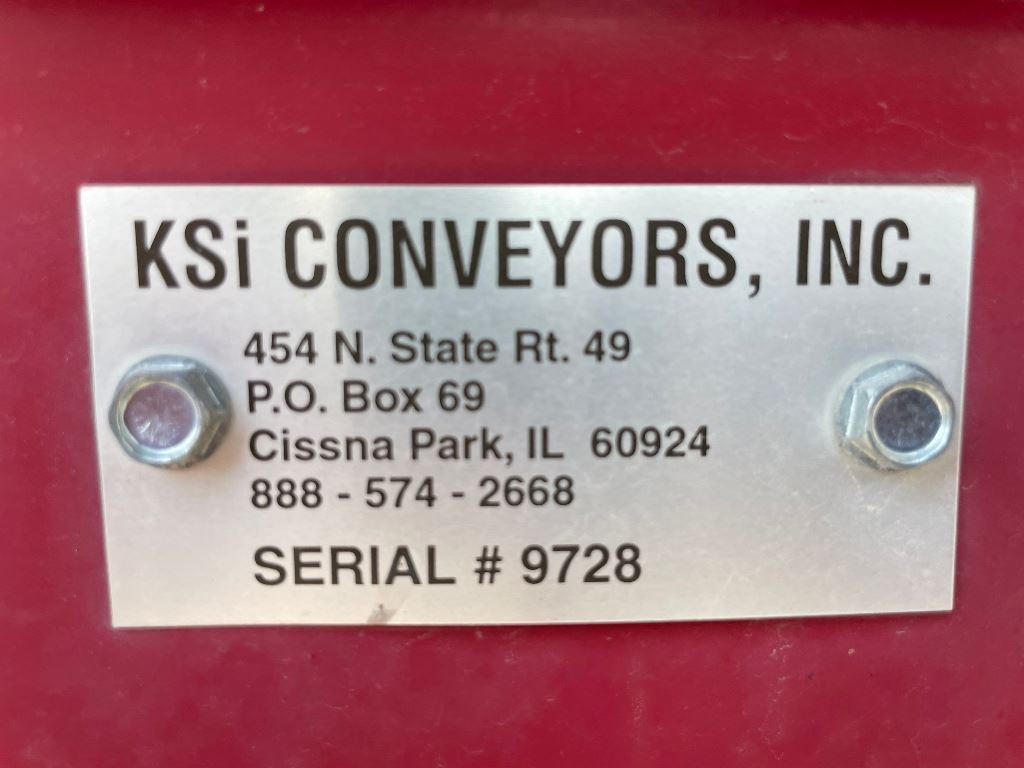 KSi CONVEYORS, INC.
454 N. State Rt. 49
P.O. Box 69
Cissna Park, IL 60924
888 - 574 - 2668
SERIAL # 9728